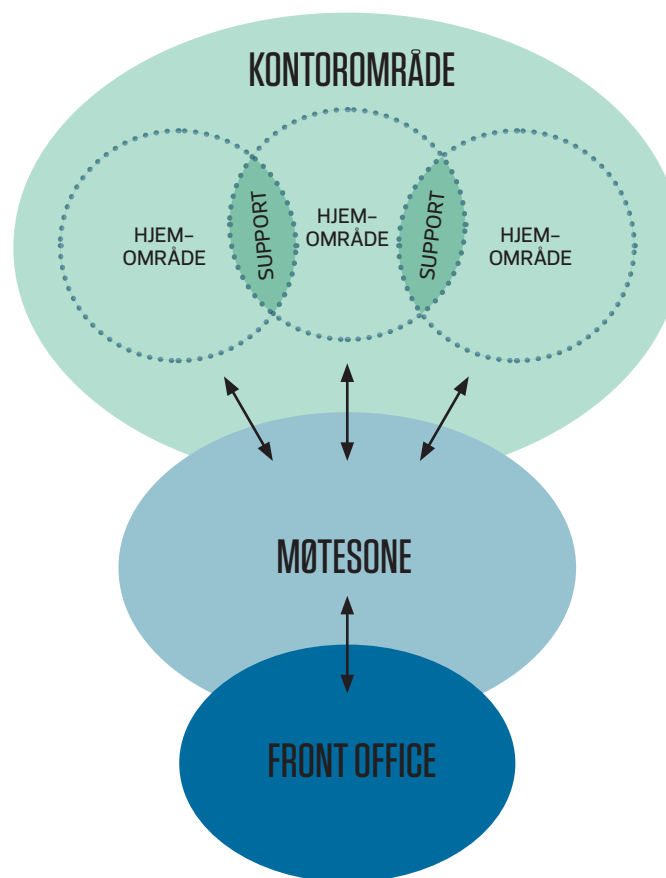 KONTOROMRÅDE
HJEM-
OMRÅDE
SUPPORT
HJEM-
OMRÅDE
SUPPORT
HJEM-
OMRÅDE
MØTESONE
FRONT OFFICE